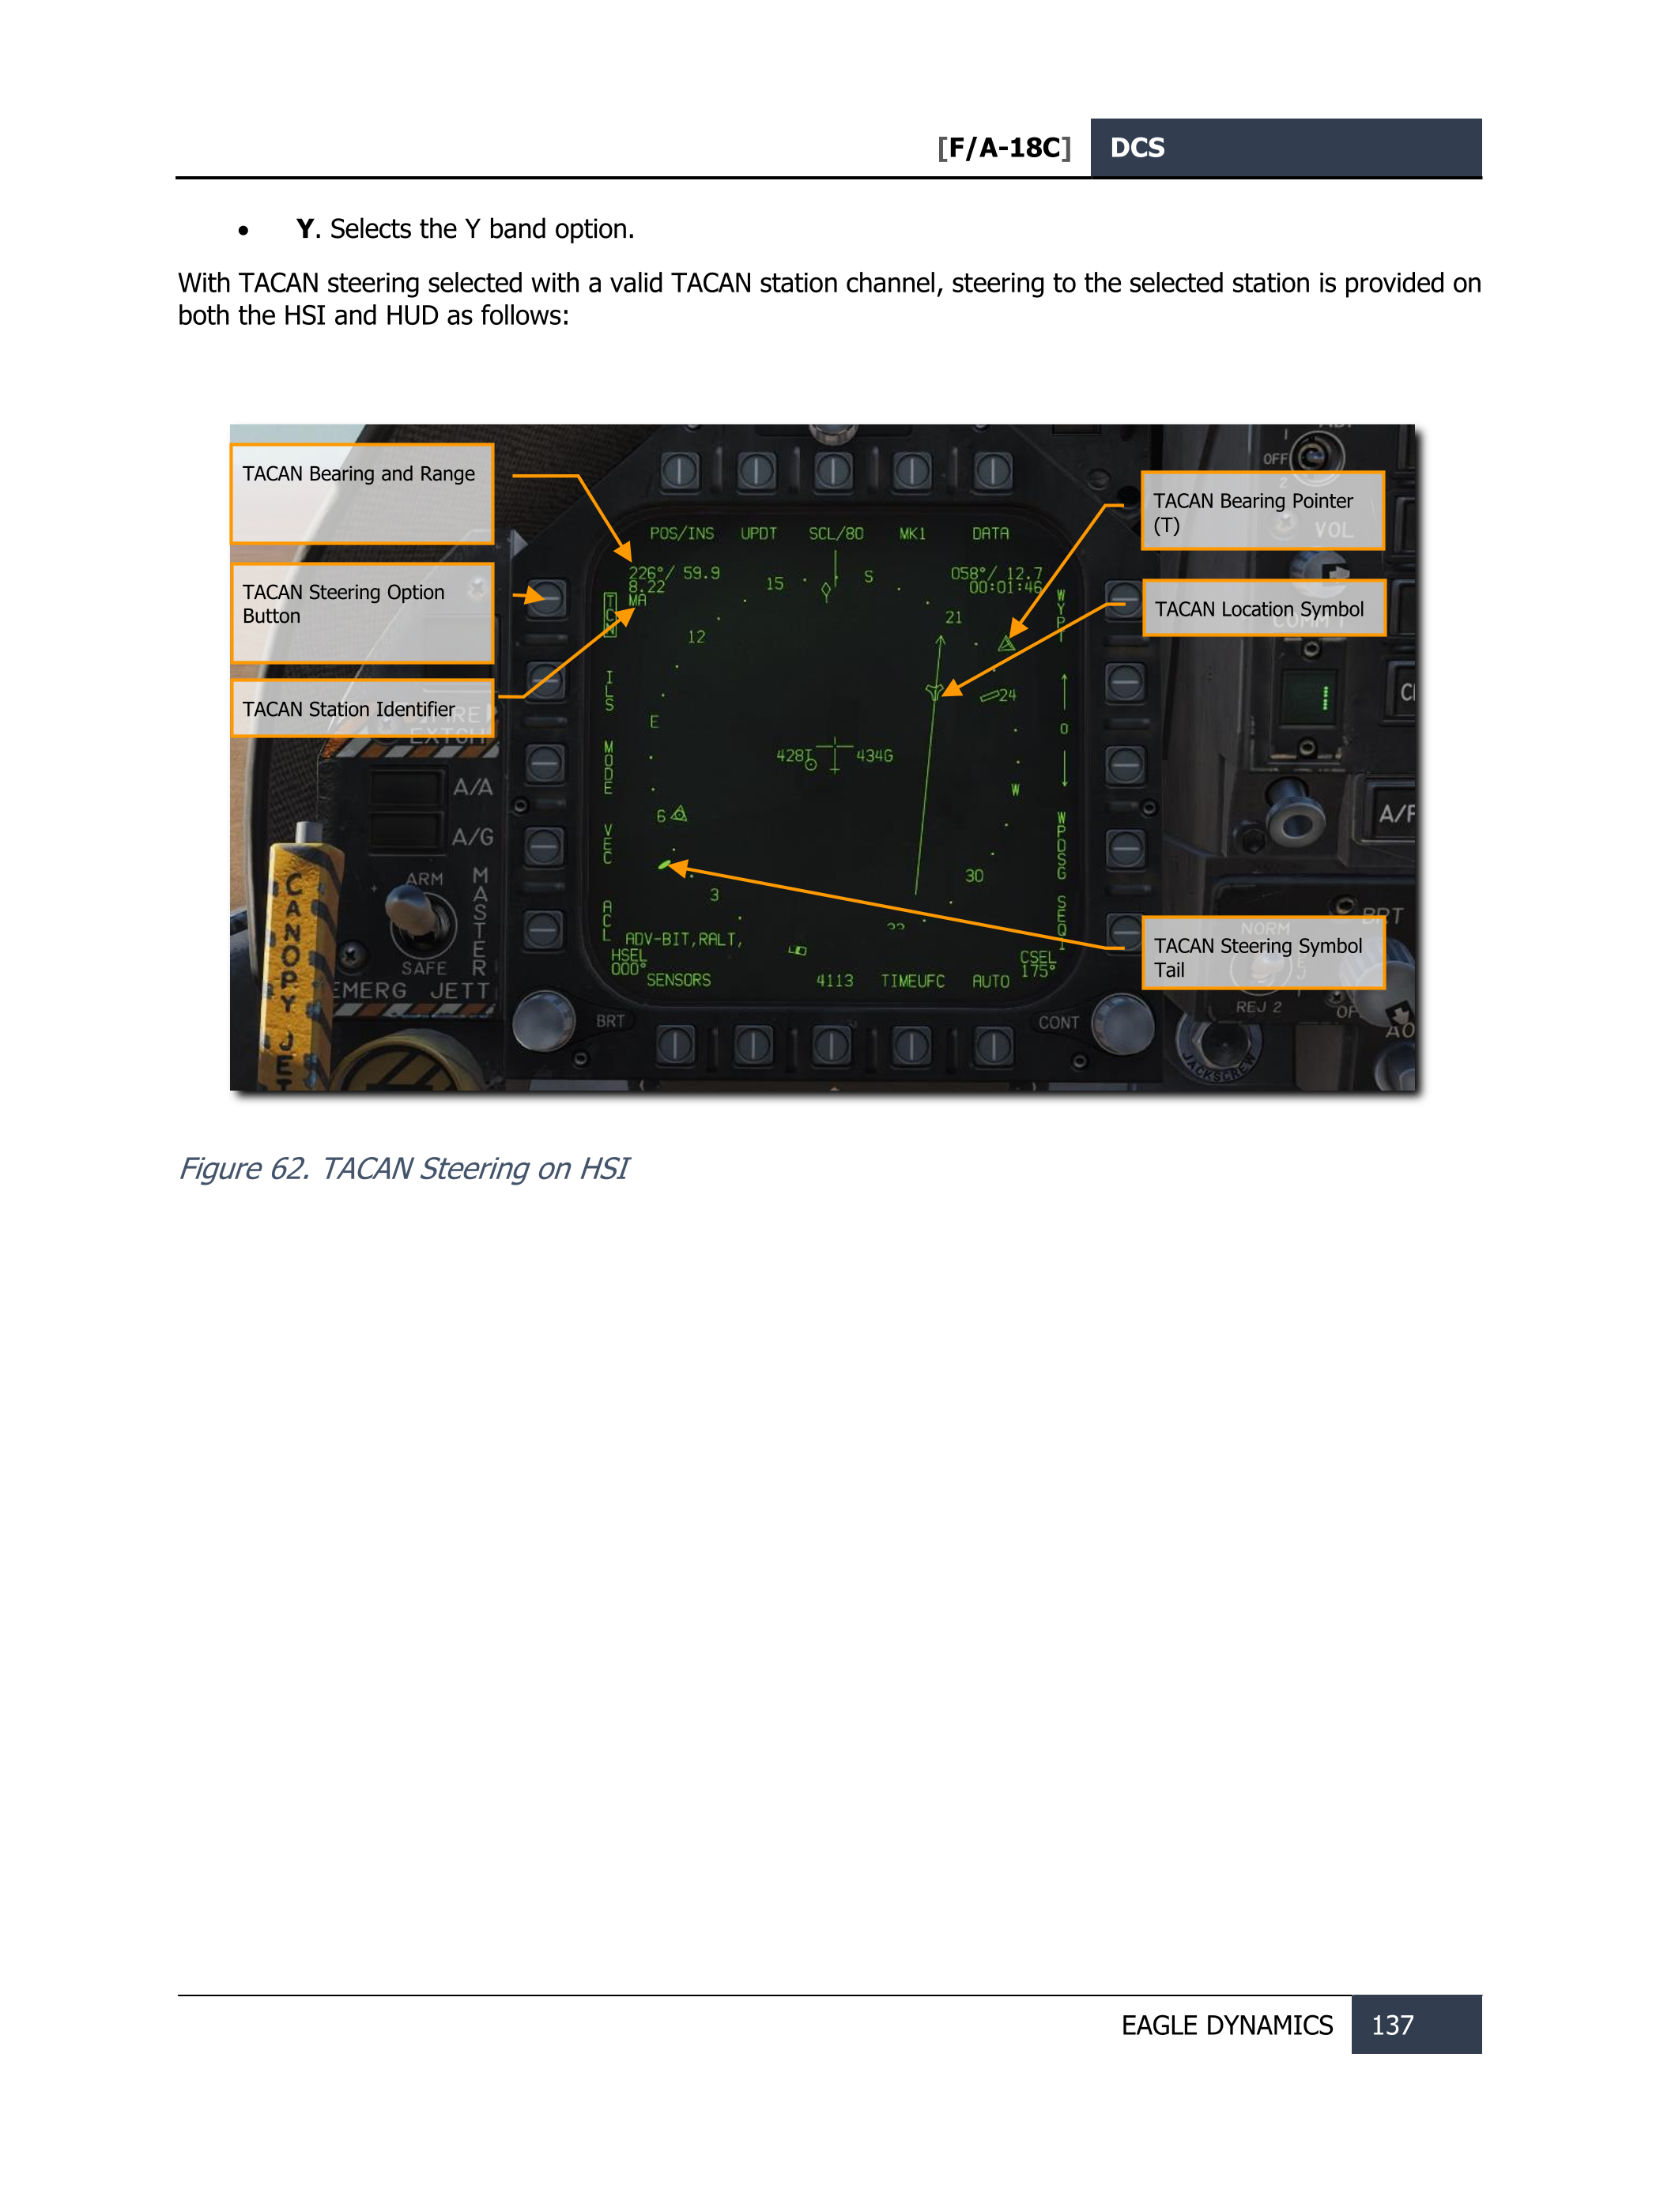 [F/A-18C] DCS
• Y. Selects the Y band option.
With TACAN steering selected with a valid TACAN station channel, steering to the selected station is provided on
both the HSI and HUD as follows:
TACAN Bearing and Range
TACAN Steering Option
Button
TACAN Station Identifier
TACAN Bearing Pointer
(T)
TACAN Location Symbol
TACAN Steering Symbol
Tail
POS/INS UPDT SCL/80 MK1 DATA
226°/ 59.9
8.22
MA
058°/ 12.7
00:01:46
TCN
ILS
MODE
VEC
ACL
WYPT
0
WPDSG
SEQ1
15 S
21
12
24
E
428T 434G
W
6
30
3
ADV-BIT,RALT,
HSEL
000°
CSEL
175°
SENSORS 4113 TIMEUFC AUTO
BRT
CONT
A/A
A/G
ARM
SAFE
MASTER
EMERG JETT
CANOPY JET
OFF
2
VOL
A/P
BRT
NORM
REJ 2
JACKSCREW
Figure 62. TACAN Steering on HSI
EAGLE DYNAMICS 137